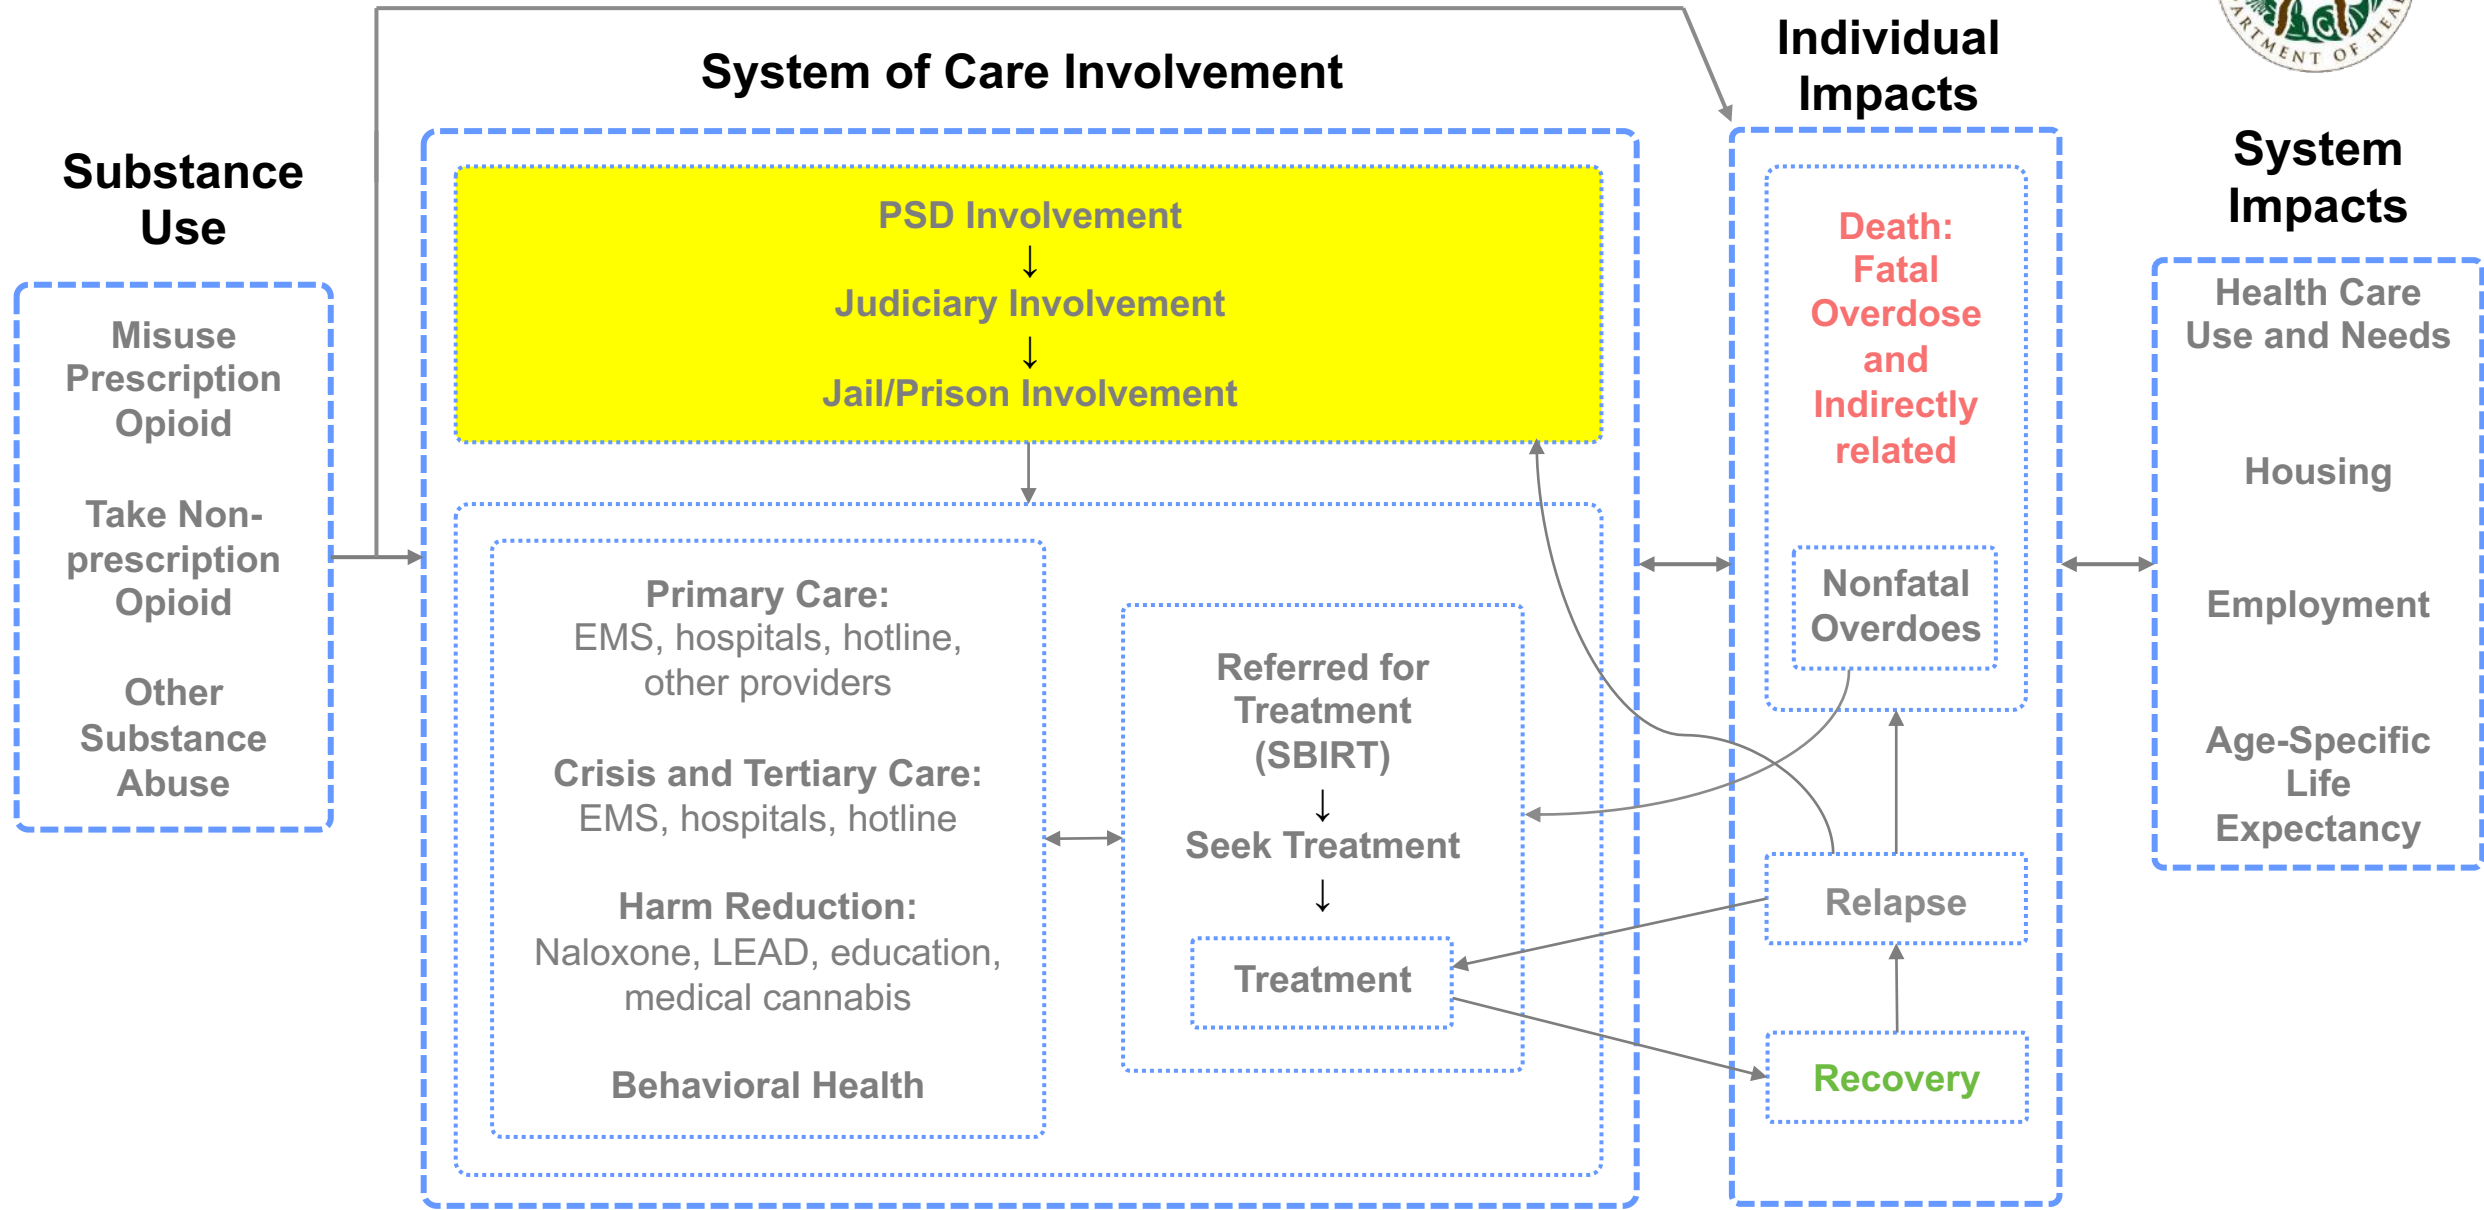 Substance
Use
Misuse
Prescription
Opioid
Take Non-
prescription
Opioid
Other
Substance
Abuse
System of Care Involvement
PSD Involvement
↓
Judiciary Involvement
↓
Jail/Prison Involvement
Primary Care:
EMS, hospitals, hotline,
other providers
Crisis and Tertiary Care:
EMS, hospitals, hotline
Harm Reduction:
Naloxone, LEAD, education,
medical cannabis
Behavioral Health
Referred for
Treatment
(SBIRT)
↓
Seek Treatment
↓
Treatment
Individual
Impacts
Death:
Fatal
Overdose
and
Indirectly
related
Nonfatal
Overdoes
Relapse
Recovery
System
Impacts
Health Care
Use and Needs
Housing
Employment
Age-Specific
Life
Expectancy